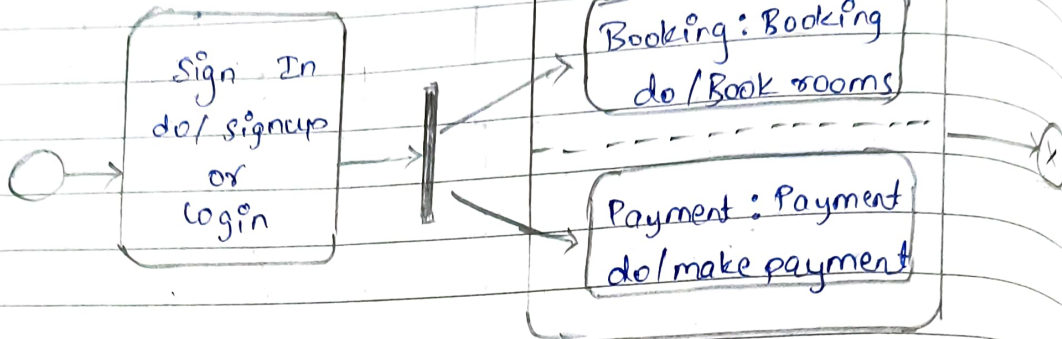 Sign In
do/ signup
or
login
Booking : Booking
do / Book rooms
Payment : Payment
do/make payment